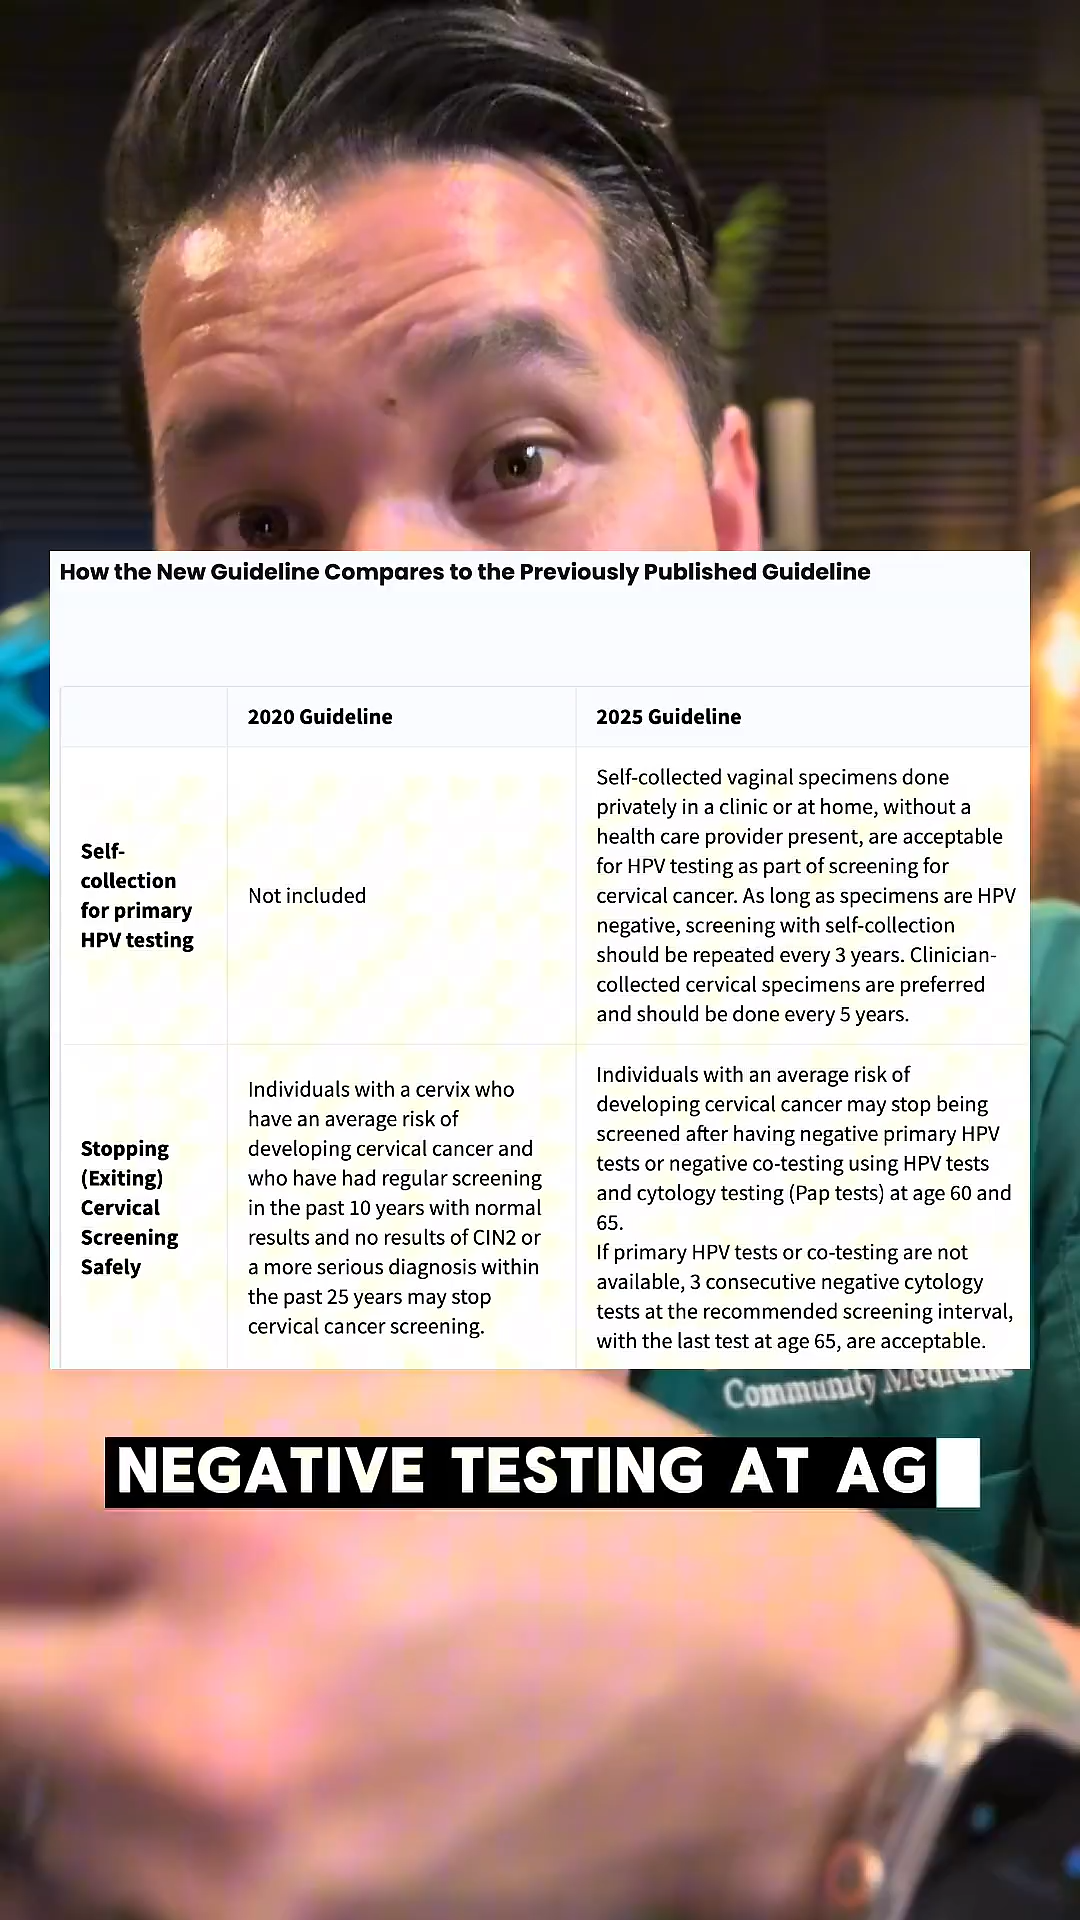 How the New Guideline Compares to the Previously Published Guideline
2020 Guideline
2025 Guideline
Self-
collection
for primary
HPV testing
Not included
Self-collected vaginal specimens done
privately in a clinic or at home, without a
health care provider present, are acceptable
for HPV testing as part of screening for
cervical cancer. As long as specimens are HPV
negative, screening with self-collection
should be repeated every 3 years. Clinician-
collected cervical specimens are preferred
and should be done every 5 years.
Stopping
(Exiting)
Cervical
Screening
Safely
Individuals with a cervix who
have an average risk of
developing cervical cancer and
who have had regular screening
in the past 10 years with normal
results and no results of CIN2 or
a more serious diagnosis within
the past 25 years may stop
cervical cancer screening.
Individuals with an average risk of
developing cervical cancer may stop being
screened after having negative primary HPV
tests or negative co-testing using HPV tests
and cytology testing (Pap tests) at age 60 and
65.
If primary HPV tests or co-testing are not
available, 3 consecutive negative cytology
tests at the recommended screening interval,
with the last test at age 65, are acceptable.
Community Medicine
NEGATIVE TESTING AT AG